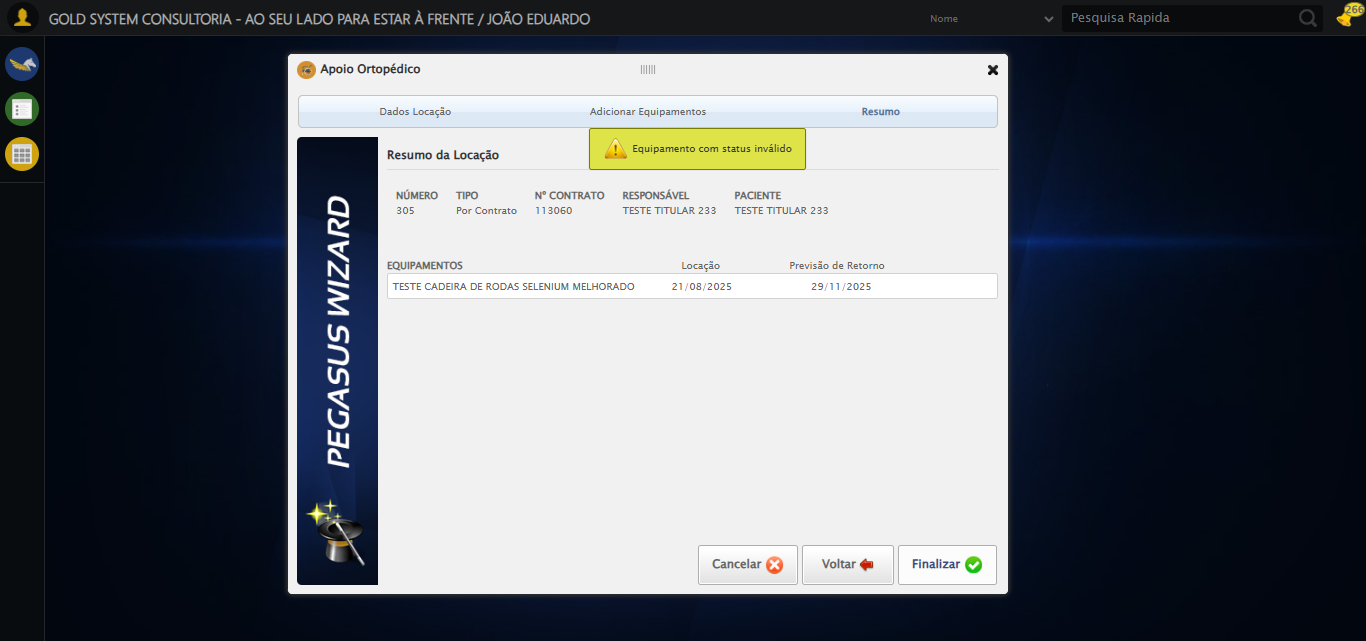 GOLD SYSTEM CONSULTORIA - AO SEU LADO PARA ESTAR À FRENTE / JOÃO EDUARDO
Nome
Pesquisa Rapida
266
Apoio Ortopédico
Dados Locação
Adicionar Equipamentos
Resumo
Equipamento com status inválido
Resumo da Locação
NÚMERO TIPO Nº CONTRATO RESPONSÁVEL PACIENTE
305 Por Contrato 113060 TESTE TITULAR 233 TESTE TITULAR 233
EQUIPAMENTOS Locação Previsão de Retorno
TESTE CADEIRA DE RODAS SELENIUM MELHORADO 21/08/2025 29/11/2025
PEGASUS WIZARD
Cancelar
Voltar
Finalizar